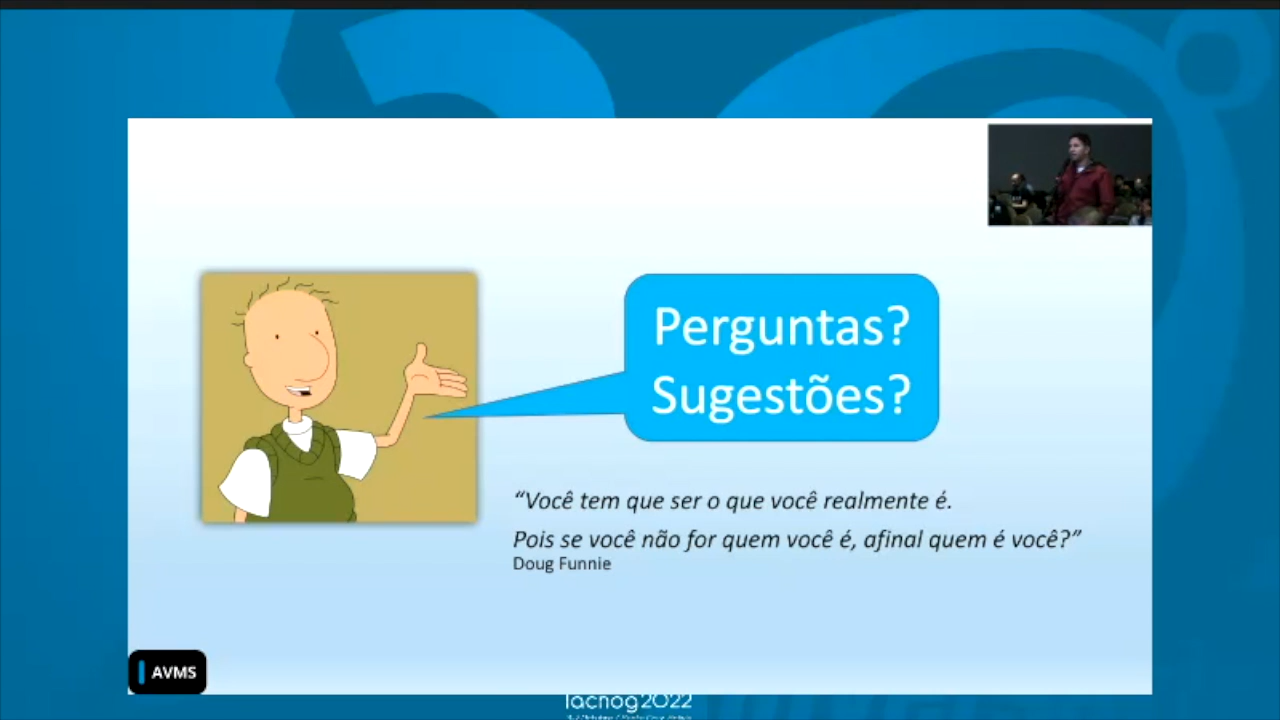 Perguntas?
Sugestões?
“Você tem que ser o que você realmente é.
Pois se você não for quem você é, afinal quem é você?”
Doug Funnie
AVMS
lacnog2022